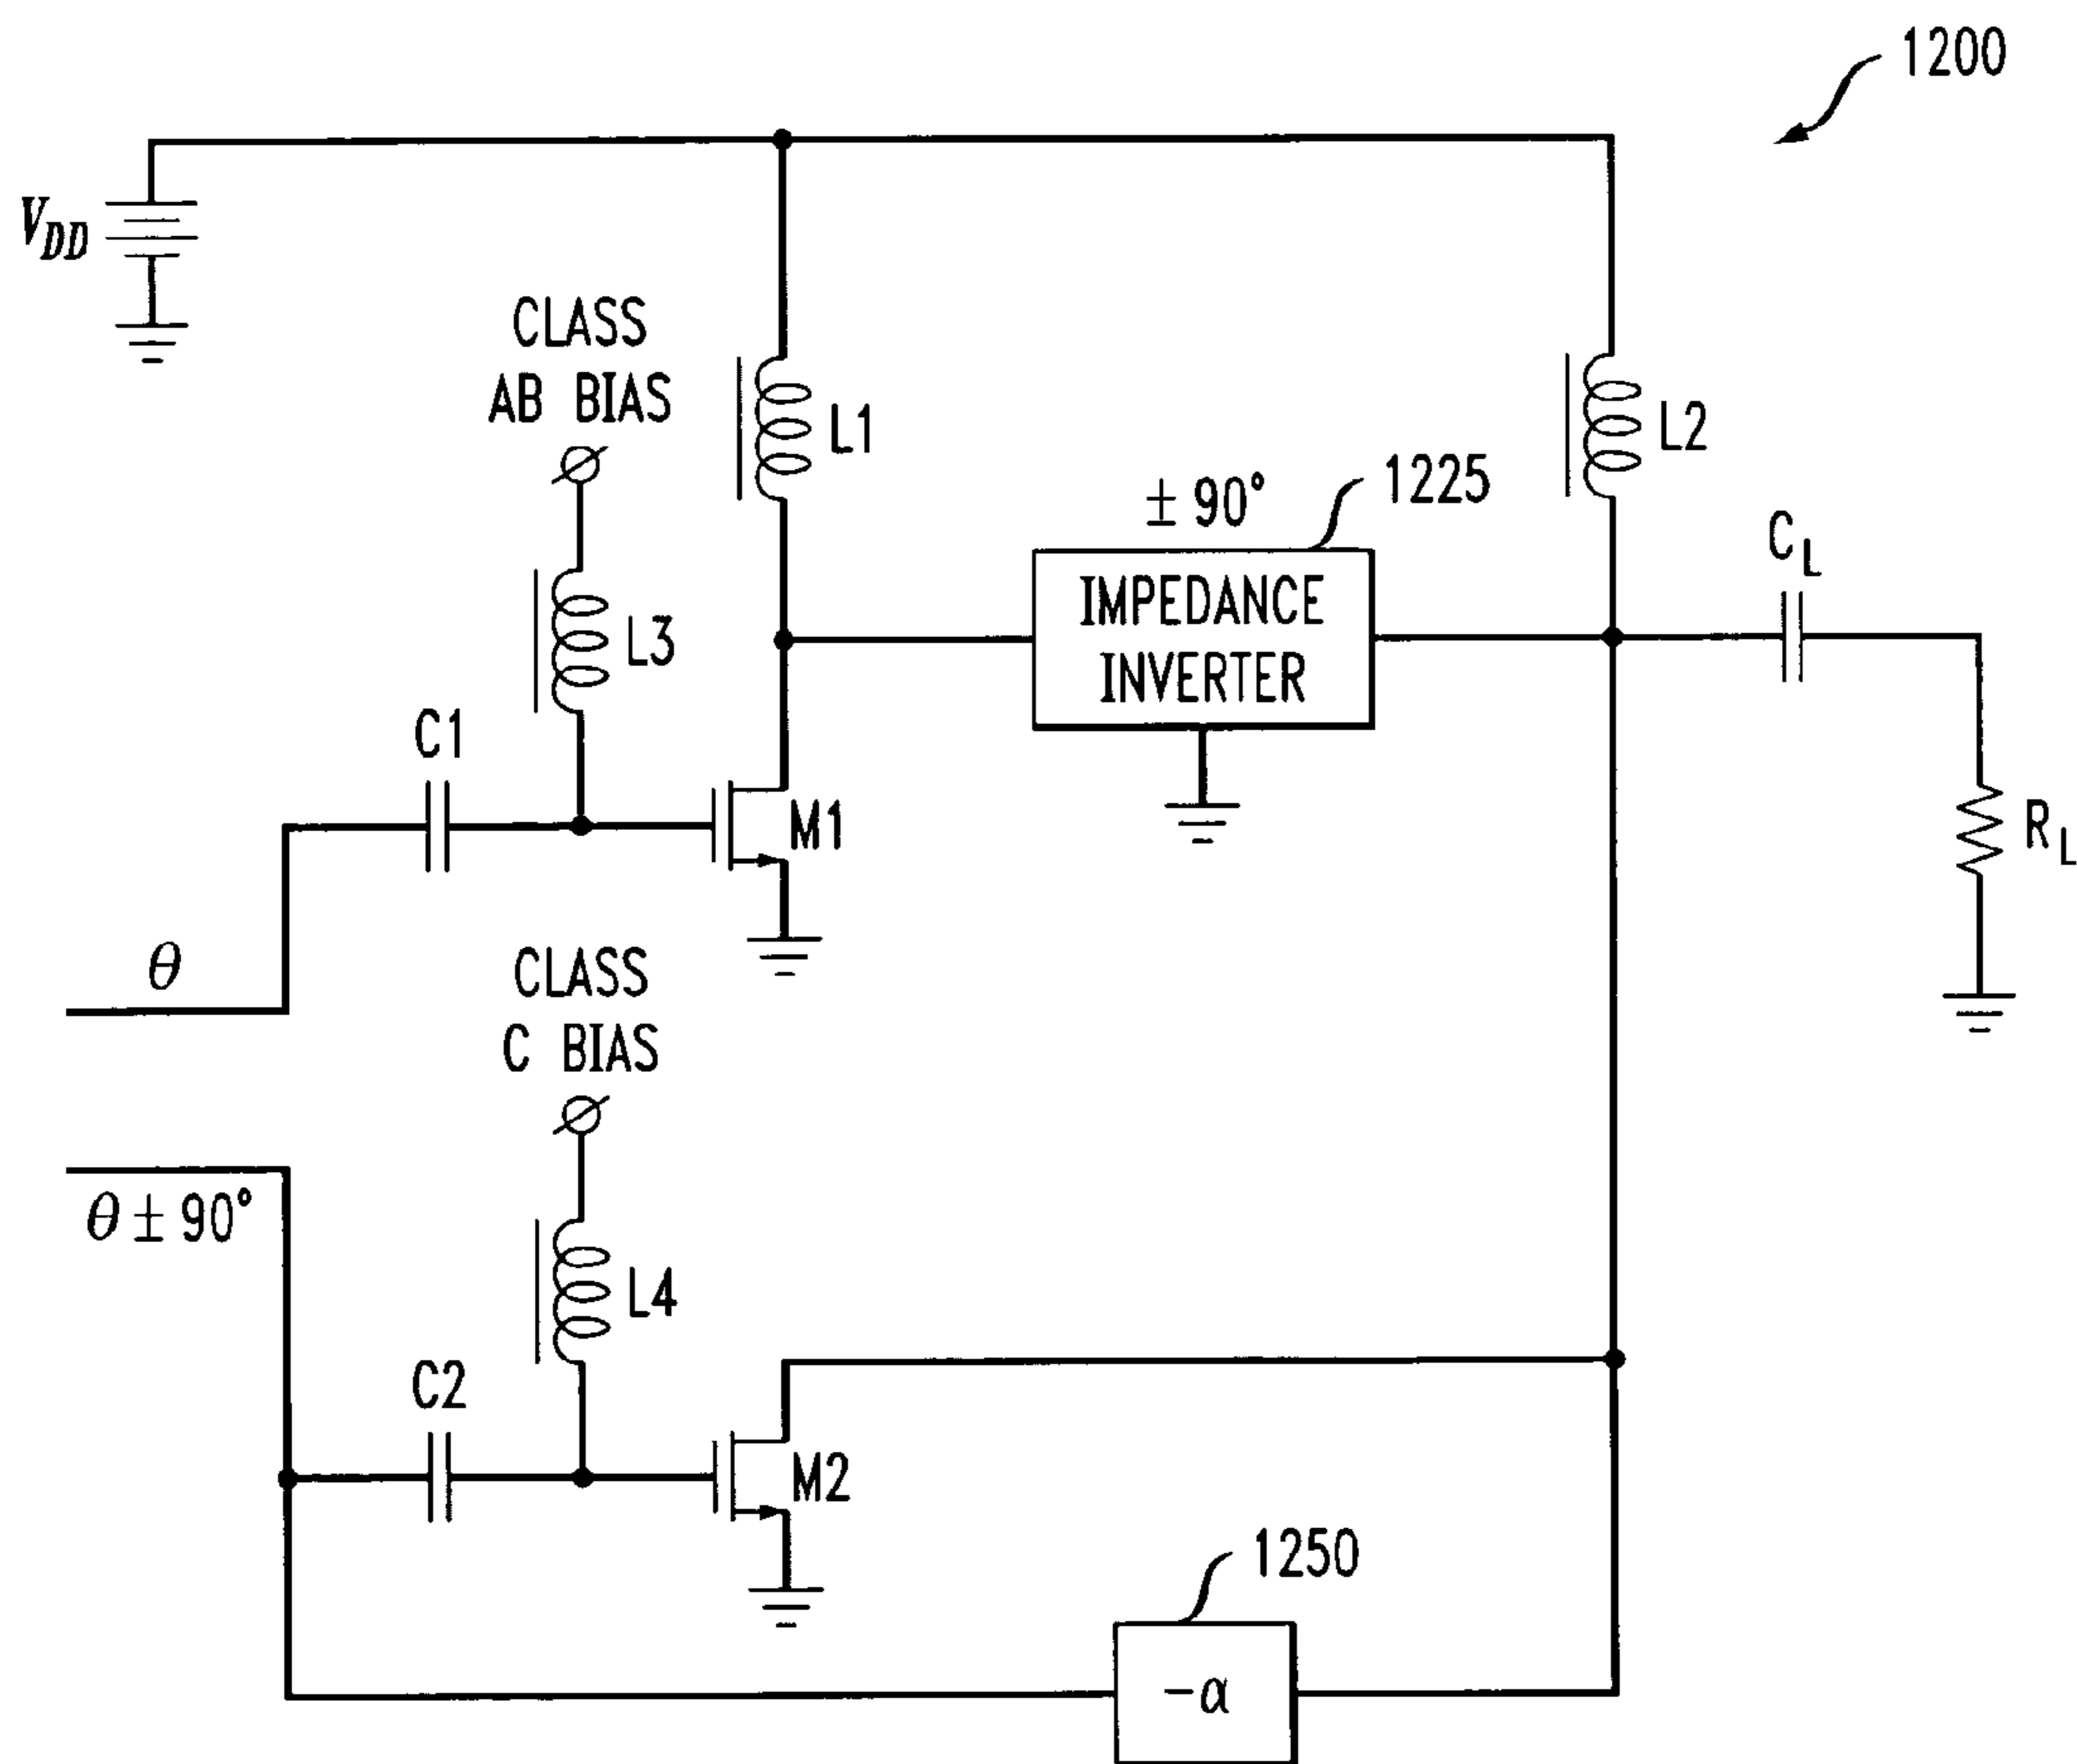 1200
V_DD
CLASS
AB BIAS
L1
L2
± 90°
1225
C_L
IMPEDANCE
INVERTER
L3
C1
M1
R_L
θ
CLASS
C BIAS
θ ± 90°
L4
C2
M2
1250
-α